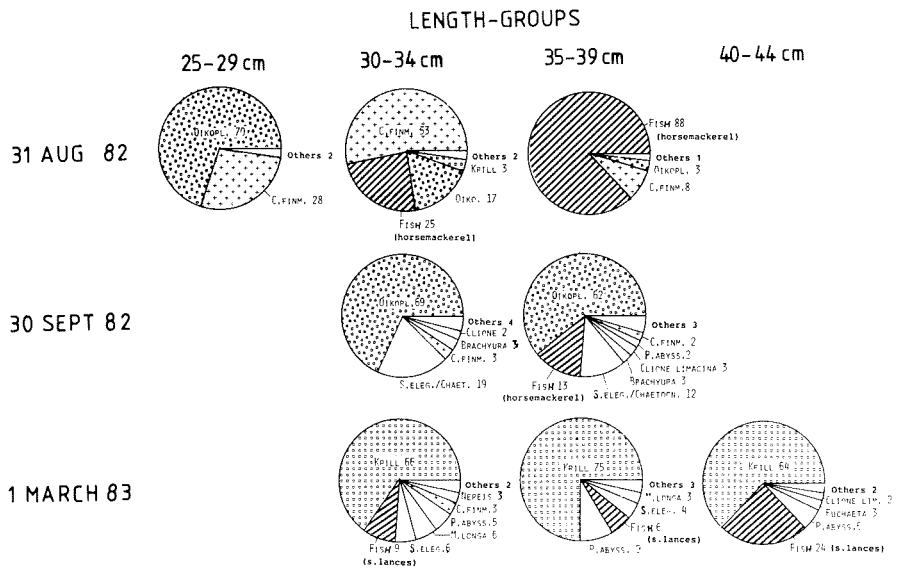 LENGTH-GROUPS
25-29 cm
30-34 cm
35-39 cm
40-44 cm
31 AUG 82
OIKOPL. 70
Others 2
C.FINM. 28
C.FINM. 53
Others 2
KRILL 3
OIKO. 17
FISH 25
(horsemackerel)
FISH 88
(horsemackerel)
Others 1
OIKOPL. 3
C.FINM.8
30 SEPT 82
OIKOPL. 69
Others 4
CLIONE 2
BRACHYURA 3
C.FINM. 3
S.ELEG./CHAET. 19
OIKOPL. 62
Others 3
C.FINM. 2
P.ABYSS.2
CLIONE LIMACINA 3
BRACHYURA 3
S.ELEG./CHAETOGN. 12
FISH 13
(horsemackerel)
1 MARCH 83
KRILL 66
Others 2
NEREIS 3
C.FINM.3
P.ABYSS.5
M.LONGA 6
S.ELEG.6
FISH 9
(s.lances)
KRILL 75
Others 3
M.LONGA 3
S.ELEG. 4
FISH 6
(s.lances)
P.ABYSS.
KRILL 64
Others 2
CLIONE LIM. 2
EUCHAETA 3
P.ABYSS.
FISH 24 (s.lances)